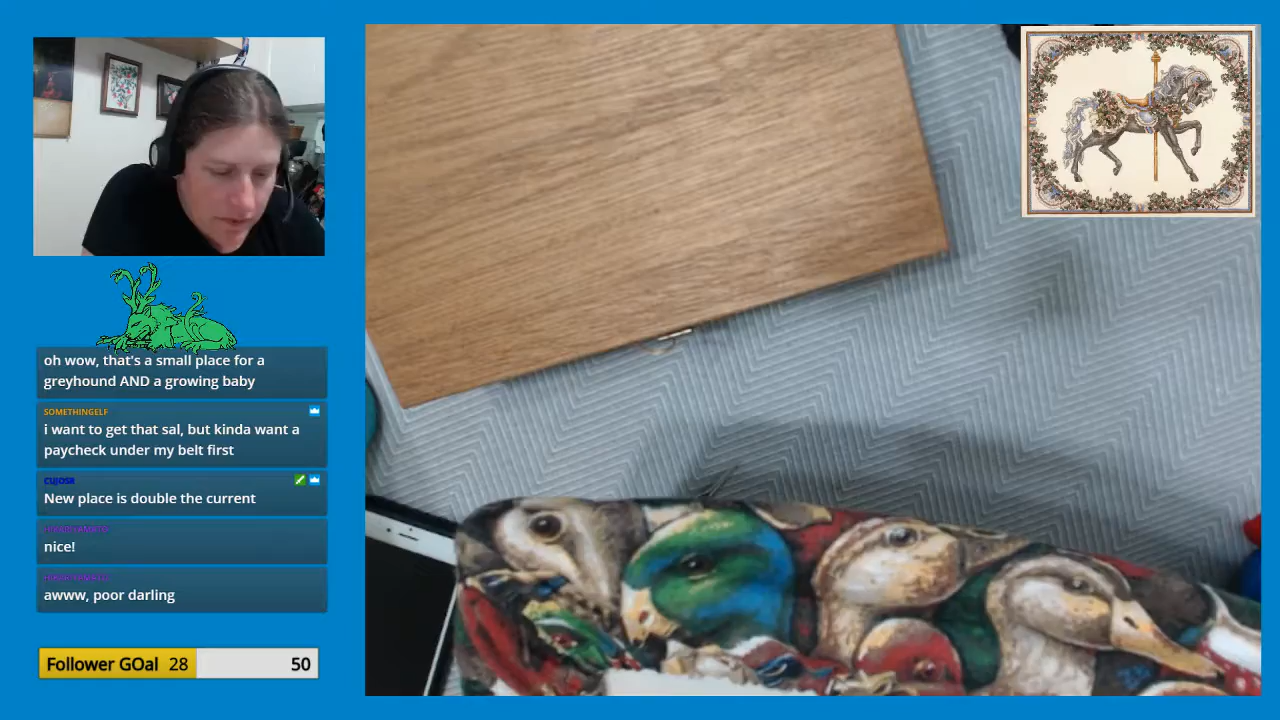 oh wow, that's a small place for a
greyhound AND a growing baby
SOMETHINGELF
i want to get that sal, but kinda want a
paycheck under my belt first
New place is double the current
nice!
awww, poor darling
Follower GOal 28 50